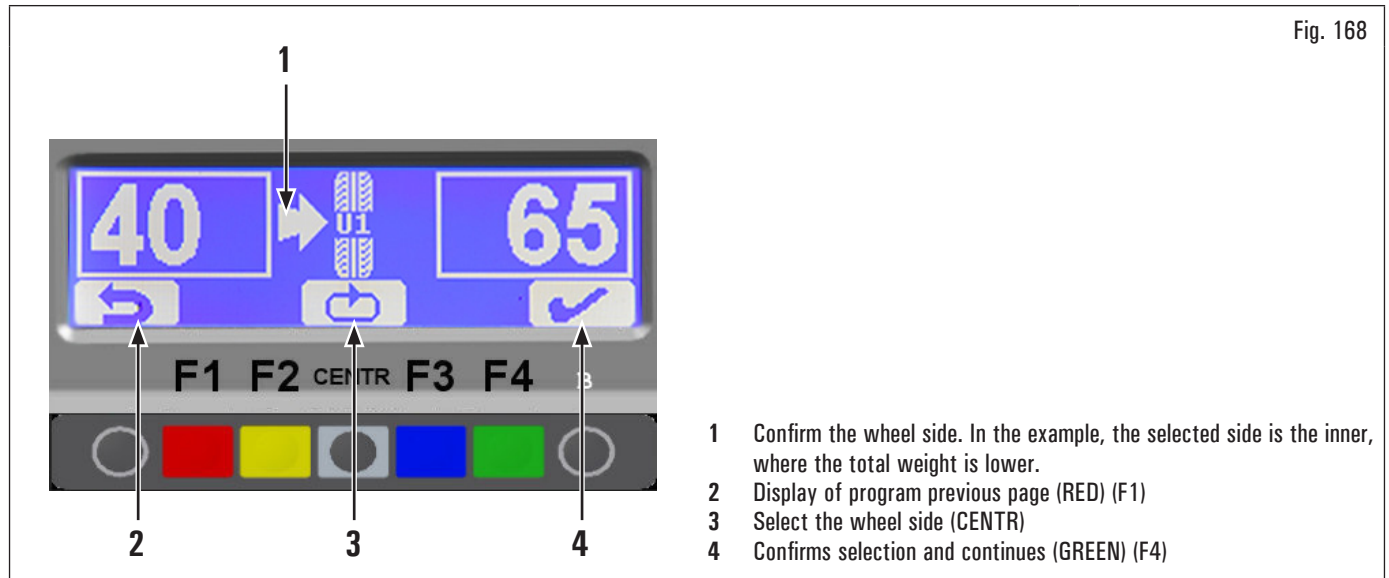 Fig. 168
1
40
U1
65
F1 F2 CENTR F3 F4 B
2
3
4
1 Confirm the wheel side. In the example, the selected side is the inner,
where the total weight is lower.
2 Display of program previous page (RED) (F1)
3 Select the wheel side (CENTR)
4 Confirms selection and continues (GREEN) (F4)